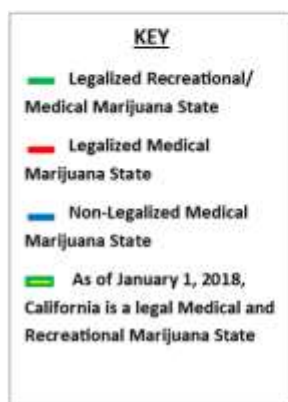 KEY
Legalized Recreational/
Medical Marijuana State
Legalized Medical
Marijuana State
Non-Legalized Medical
Marijuana State
As of January 1, 2018,
California is a legal Medical and
Recreational Marijuana State